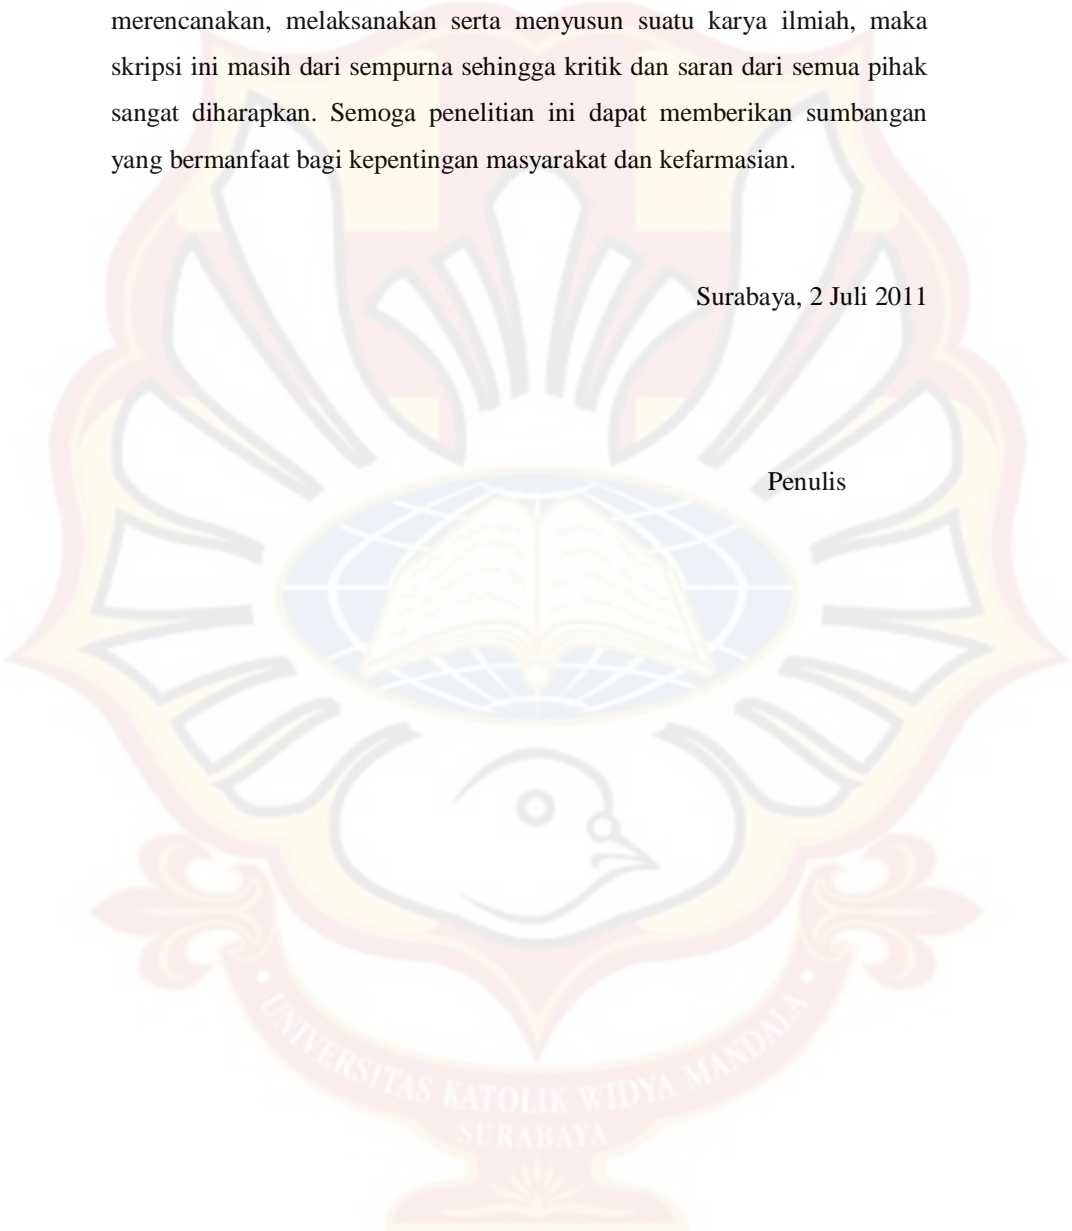 merencanakan, melaksanakan serta menyusun suatu karya ilmiah, maka
skripsi ini masih dari sempurna sehingga kritik dan saran dari semua pihak
sangat diharapkan. Semoga penelitian ini dapat memberikan sumbangan
yang bermanfaat bagi kepentingan masyarakat dan kefarmasian.
Surabaya, 2 Juli 2011
Penulis
UNIVERSITAS KATOLIK WIDYA MANDALA
SURABAYA